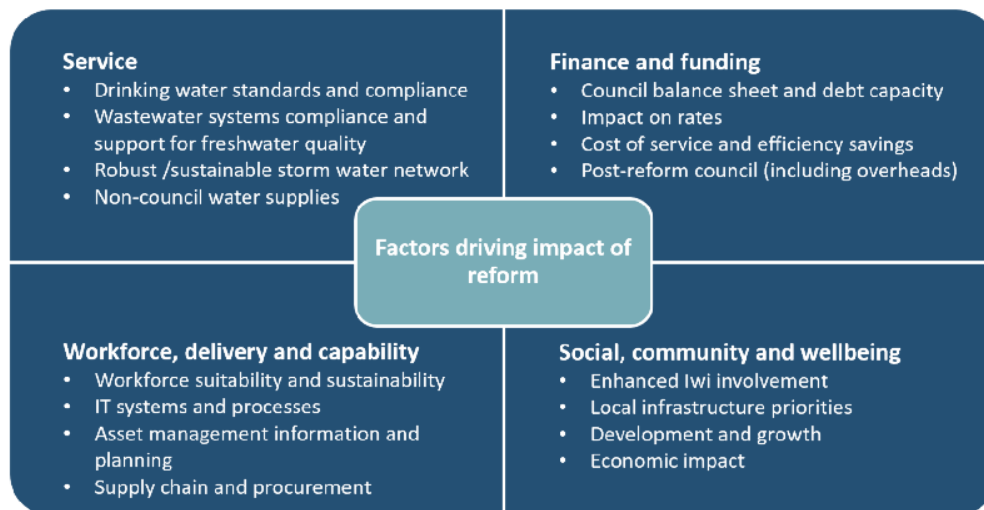 Service
• Drinking water standards and compliance
• Wastewater systems compliance and
support for freshwater quality
• Robust /sustainable storm water network
• Non-council water supplies
Finance and funding
• Council balance sheet and debt capacity
• Impact on rates
• Cost of service and efficiency savings
• Post-reform council (including overheads)
Factors driving impact of
reform
Workforce, delivery and capability
• Workforce suitability and sustainability
• IT systems and processes
• Asset management information and
planning
• Supply chain and procurement
Social, community and wellbeing
• Enhanced Iwi involvement
• Local infrastructure priorities
• Development and growth
• Economic impact